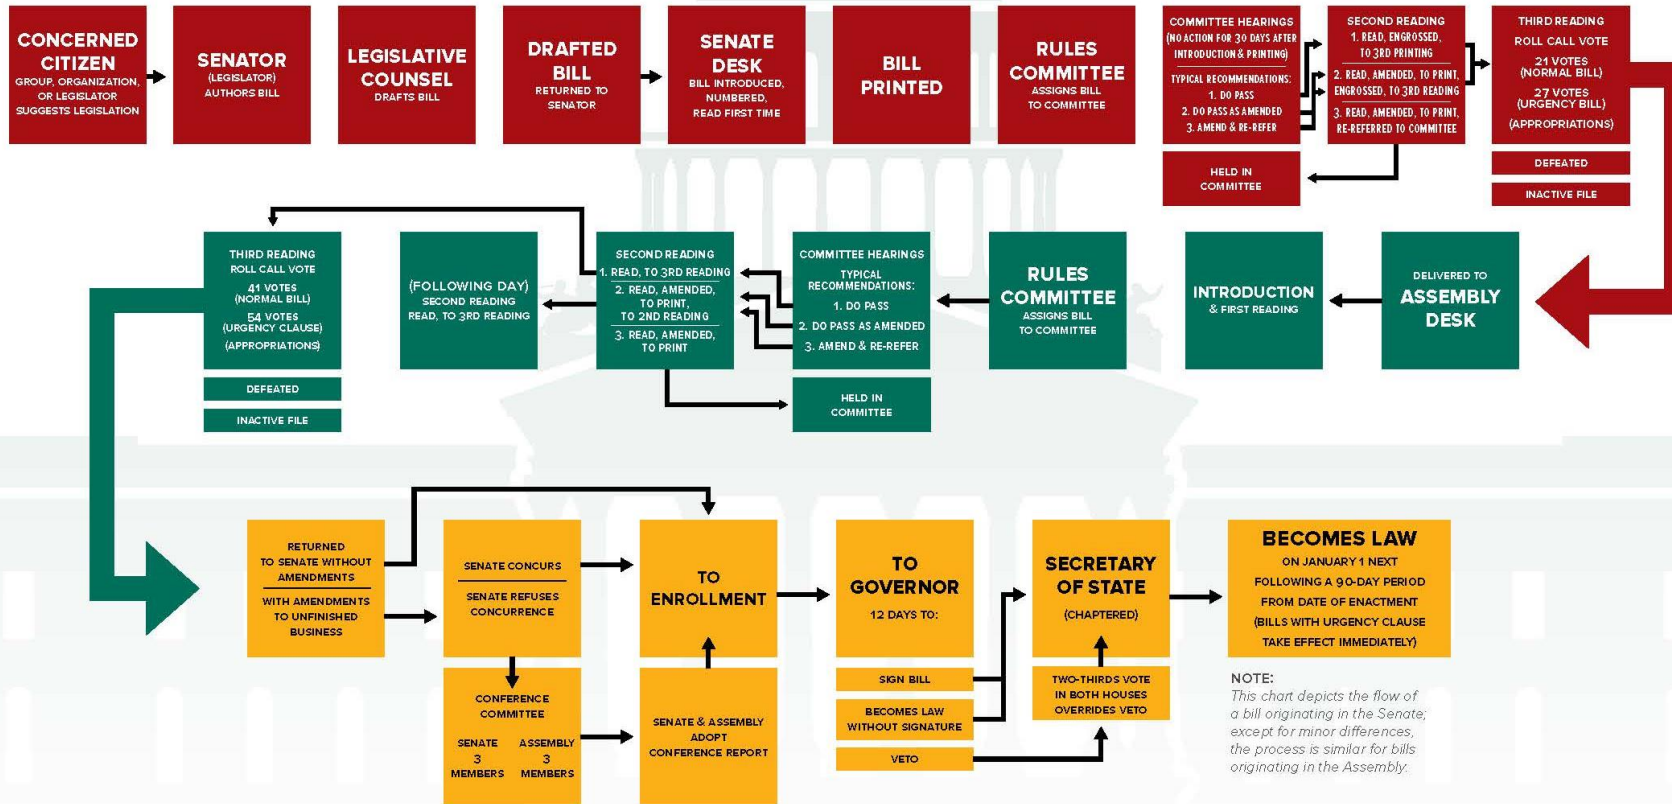 CONCERNED
CITIZEN
GROUP, ORGANIZATION,
OR LEGISLATOR
SUGGESTS LEGISLATION
SENATOR
(LEGISLATOR)
AUTHORS BILL
LEGISLATIVE
COUNSEL
DRAFTS BILL
DRAFTED
BILL
RETURNED TO
SENATOR
SENATE
DESK
BILL INTRODUCED,
NUMBERED,
READ FIRST TIME
BILL
PRINTED
RULES
COMMITTEE
ASSIGNS BILL
TO COMMITTEE
COMMITTEE HEARINGS
(NO ACTION FOR 30 DAYS AFTER
INTRODUCTION & PRINTING)
TYPICAL RECOMMENDATIONS:
1. DO PASS
2. DO PASS AS AMENDED
3. AMEND & RE-REFER
HELD IN
COMMITTEE
SECOND READING
1. READ, ENGROSSED,
TO 3RD PRINTING
2. READ, AMENDED, TO PRINT,
ENGROSSED, TO 3RD READING
3. READ, AMENDED, TO PRINT,
RE-REFERRED TO COMMITTEE
THIRD READING
ROLL CALL VOTE
21 VOTES
(NORMAL BILL)
27 VOTES
(URGENCY BILL)
(APPROPRIATIONS)
DEFEATED
INACTIVE FILE
DELIVERED TO
ASSEMBLY
DESK
INTRODUCTION
& FIRST READING
RULES
COMMITTEE
ASSIGNS BILL
TO COMMITTEE
COMMITTEE HEARINGS
TYPICAL
RECOMMENDATIONS:
1. DO PASS
2. DO PASS AS AMENDED
3. AMEND & RE-REFER
HELD IN
COMMITTEE
SECOND READING
1. READ, TO 3RD READING
2. READ, AMENDED,
TO PRINT,
TO 2ND READING
3. READ, AMENDED,
TO PRINT
(FOLLOWING DAY)
SECOND READING
READ, TO 3RD READING
THIRD READING
ROLL CALL VOTE
41 VOTES
(NORMAL BILL)
54 VOTES
(URGENCY CLAUSE)
(APPROPRIATIONS)
DEFEATED
INACTIVE FILE
RETURNED
TO SENATE WITHOUT
AMENDMENTS
WITH AMENDMENTS
TO UNFINISHED
BUSINESS
SENATE CONCURS
SENATE REFUSES
CONCURRENCE
CONFERENCE
COMMITTEE
SENATE ASSEMBLY
3 3
MEMBERS MEMBERS
TO
ENROLLMENT
SENATE & ASSEMBLY
ADOPT
CONFERENCE REPORT
TO
GOVERNOR
12 DAYS TO:
SIGN BILL
BECOMES LAW
WITHOUT SIGNATURE
VETO
SECRETARY
OF STATE
(CHAPTERED)
TWO-THIRDS VOTE
IN BOTH HOUSES
OVERRIDES VETO
BECOMES LAW
ON JANUARY 1 NEXT
FOLLOWING A 90-DAY PERIOD
FROM DATE OF ENACTMENT
(BILLS WITH URGENCY CLAUSE
TAKE EFFECT IMMEDIATELY)
NOTE:
This chart depicts the flow of
a bill originating in the Senate;
except for minor differences,
the process is similar for bills
originating in the Assembly.